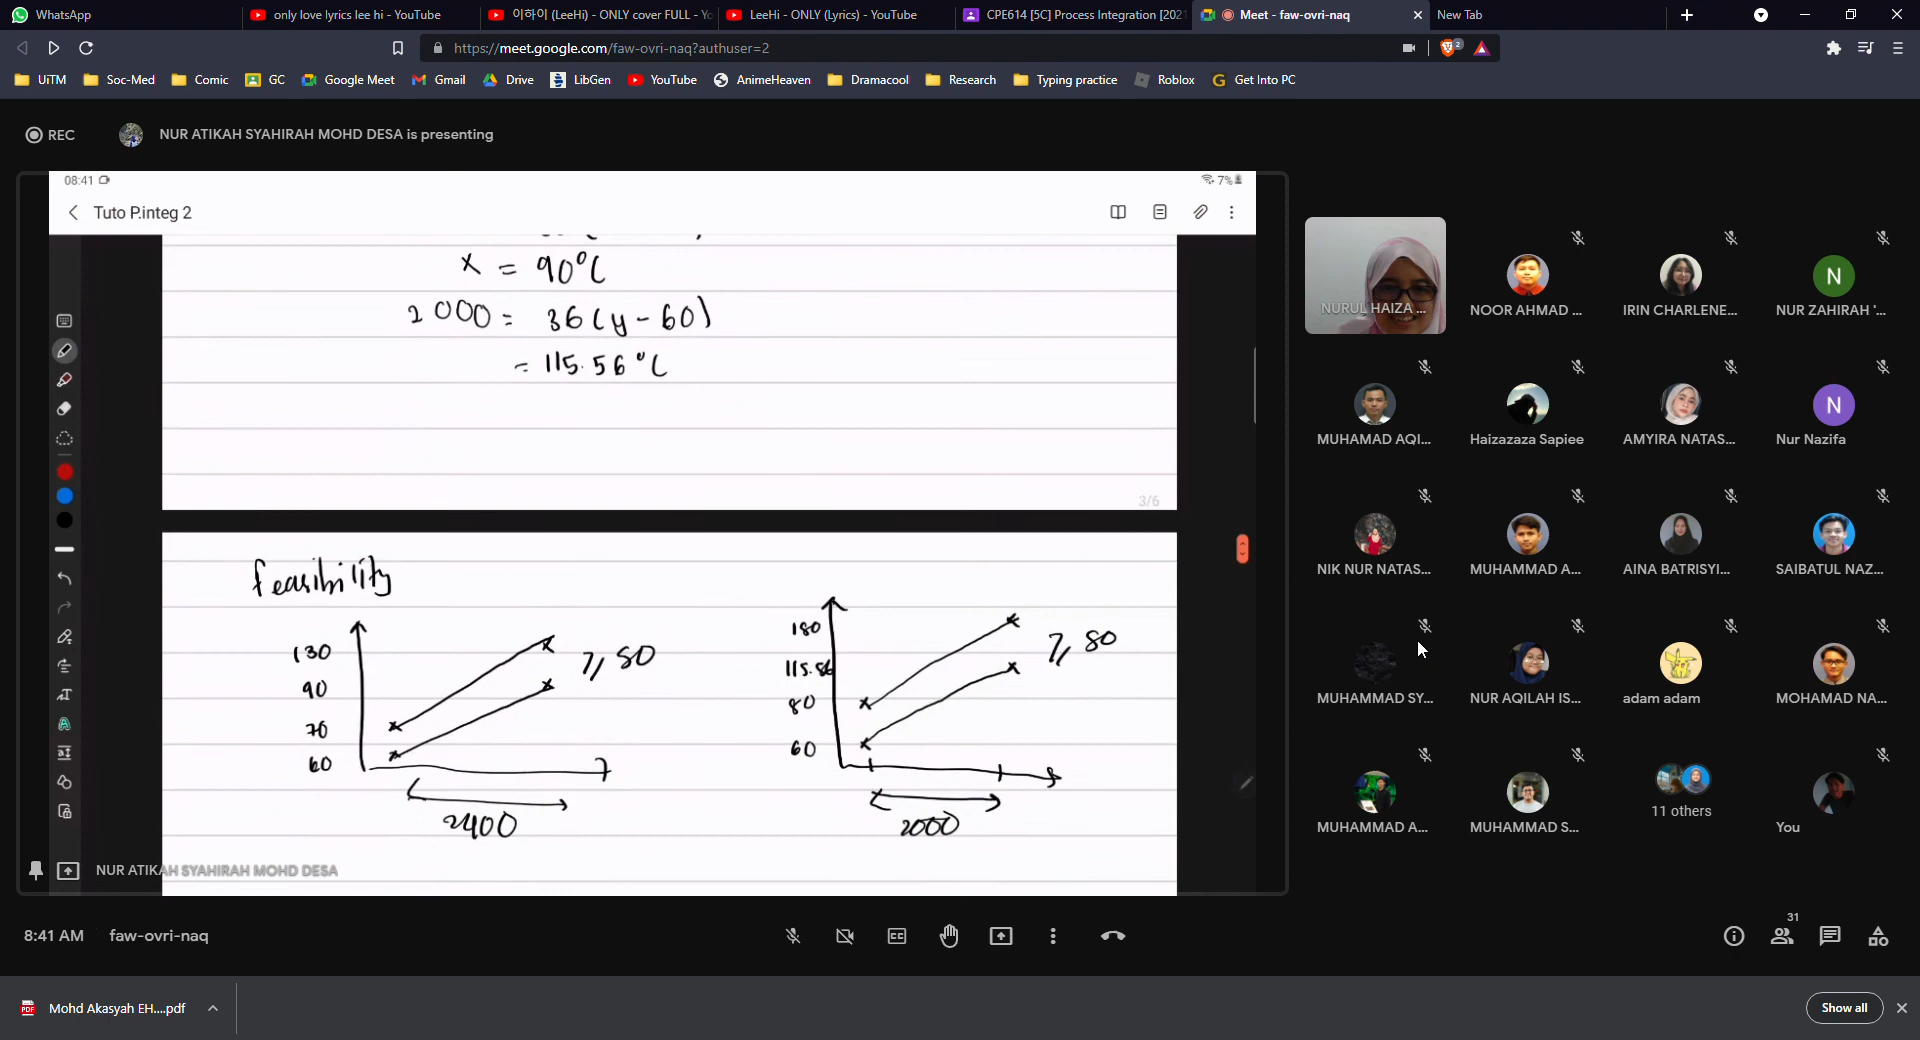 WhatsApp
only love lyrics lee hi - YouTube
이하이 (LeeHi) - ONLY cover FULL - Yo
LeeHi - ONLY (Lyrics) - YouTube
CPE614 [5C] Process Integration [2021
Meet - faw-ovri-naq
New Tab
https://meet.google.com/faw-ovri-naq?authuser=2
2
UiTM
Soc-Med
Comic
GC
Google Meet
Gmail
Drive
LibGen
YouTube
AnimeHeaven
Dramacool
Research
Typing practice
Roblox
Get Into PC
REC
NUR ATIKAH SYAHIRAH MOHD DESA is presenting
08:41
7%
Tuto P.integ 2
x = 90°C
2000 = 36(y-60)
= 115.56°C
3/6
feasibility
130
90
70
60
2400
180
115.56
80
60
2000
NUR ATIKAH SYAHIRAH MOHD DESA
NURUL HAIZA ...
NOOR AHMAD ...
IRIN CHARLENE...
N
NUR ZAHIRAH '...
MUHAMAD AQI...
Haizazaza Sapiee
AMYIRA NATAS...
N
Nur Nazifa
NIK NUR NATAS...
MUHAMMAD A...
AINA BATRISYI...
SAIBATUL NAZ...
MUHAMMAD SY...
NUR AQILAH IS...
adam adam
MOHAMAD NA...
MUHAMMAD A...
MUHAMMAD S...
11 others
You
8:41 AM
faw-ovri-naq
31
Mohd Akasyah EH....pdf
Show all